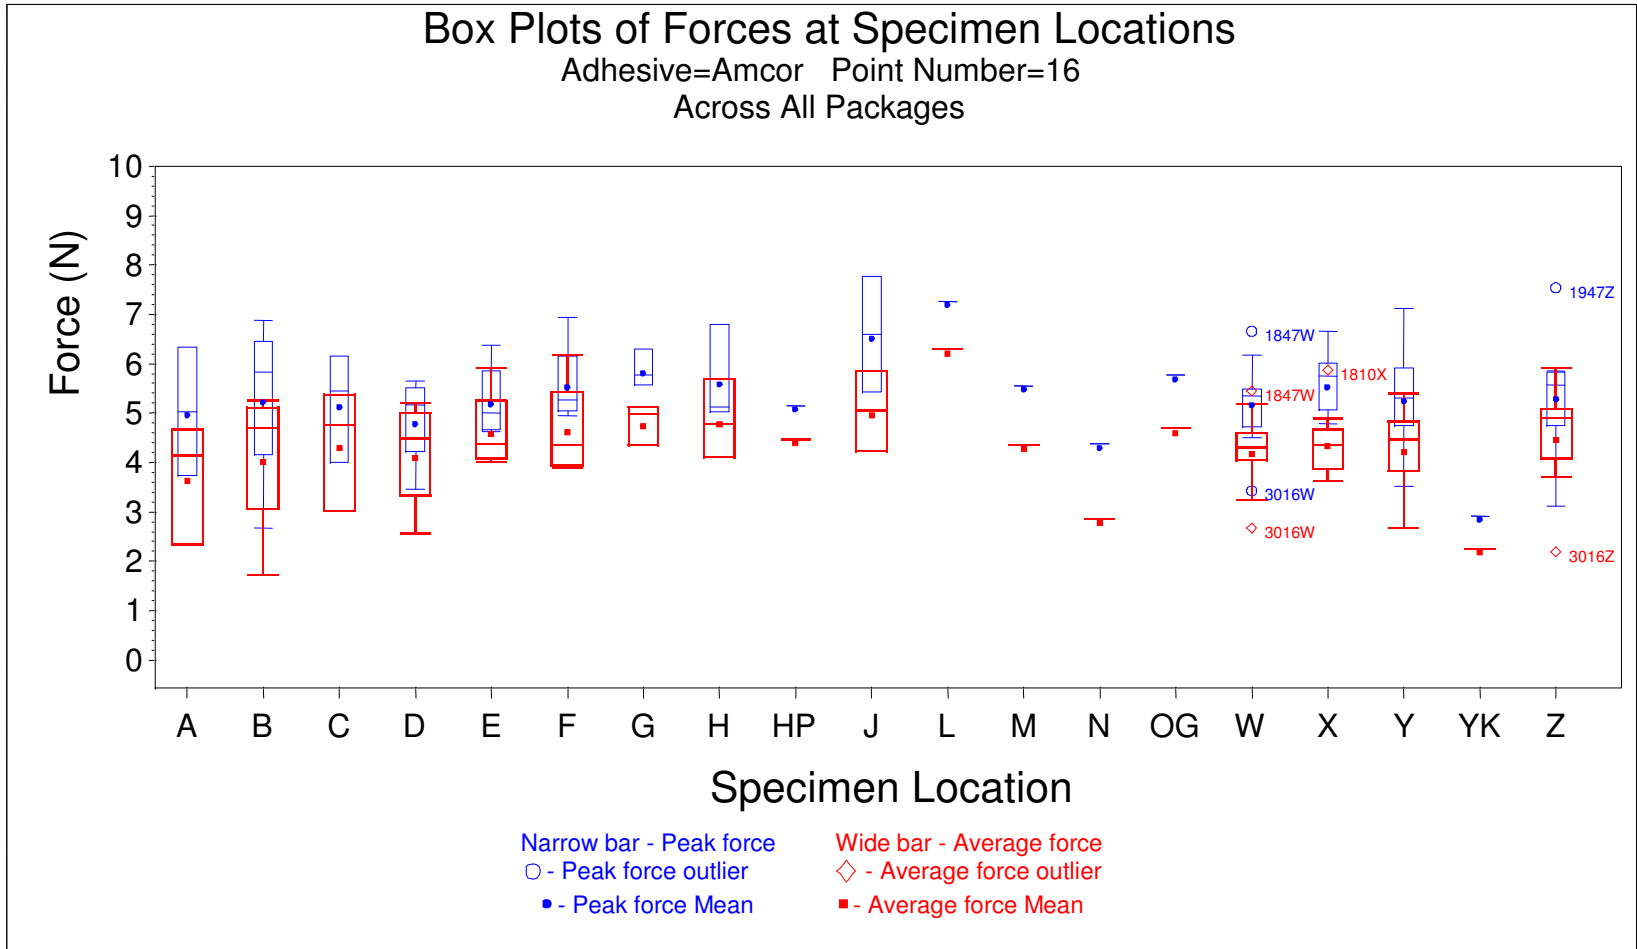 Box Plots of Forces at Specimen Locations
Adhesive=Amcor Point Number=16
Across All Packages
Force (N)
10
9
8
7
6
5
4
3
2
1
0
1947Z
1847W
1810X
1847W
3016W
3016W
3016Z
A B C D E F G H HP J L M N OG W X Y YK Z
Specimen Location
Narrow bar - Peak force Wide bar - Average force
- Peak force outlier - Average force outlier
- Peak force Mean - Average force Mean